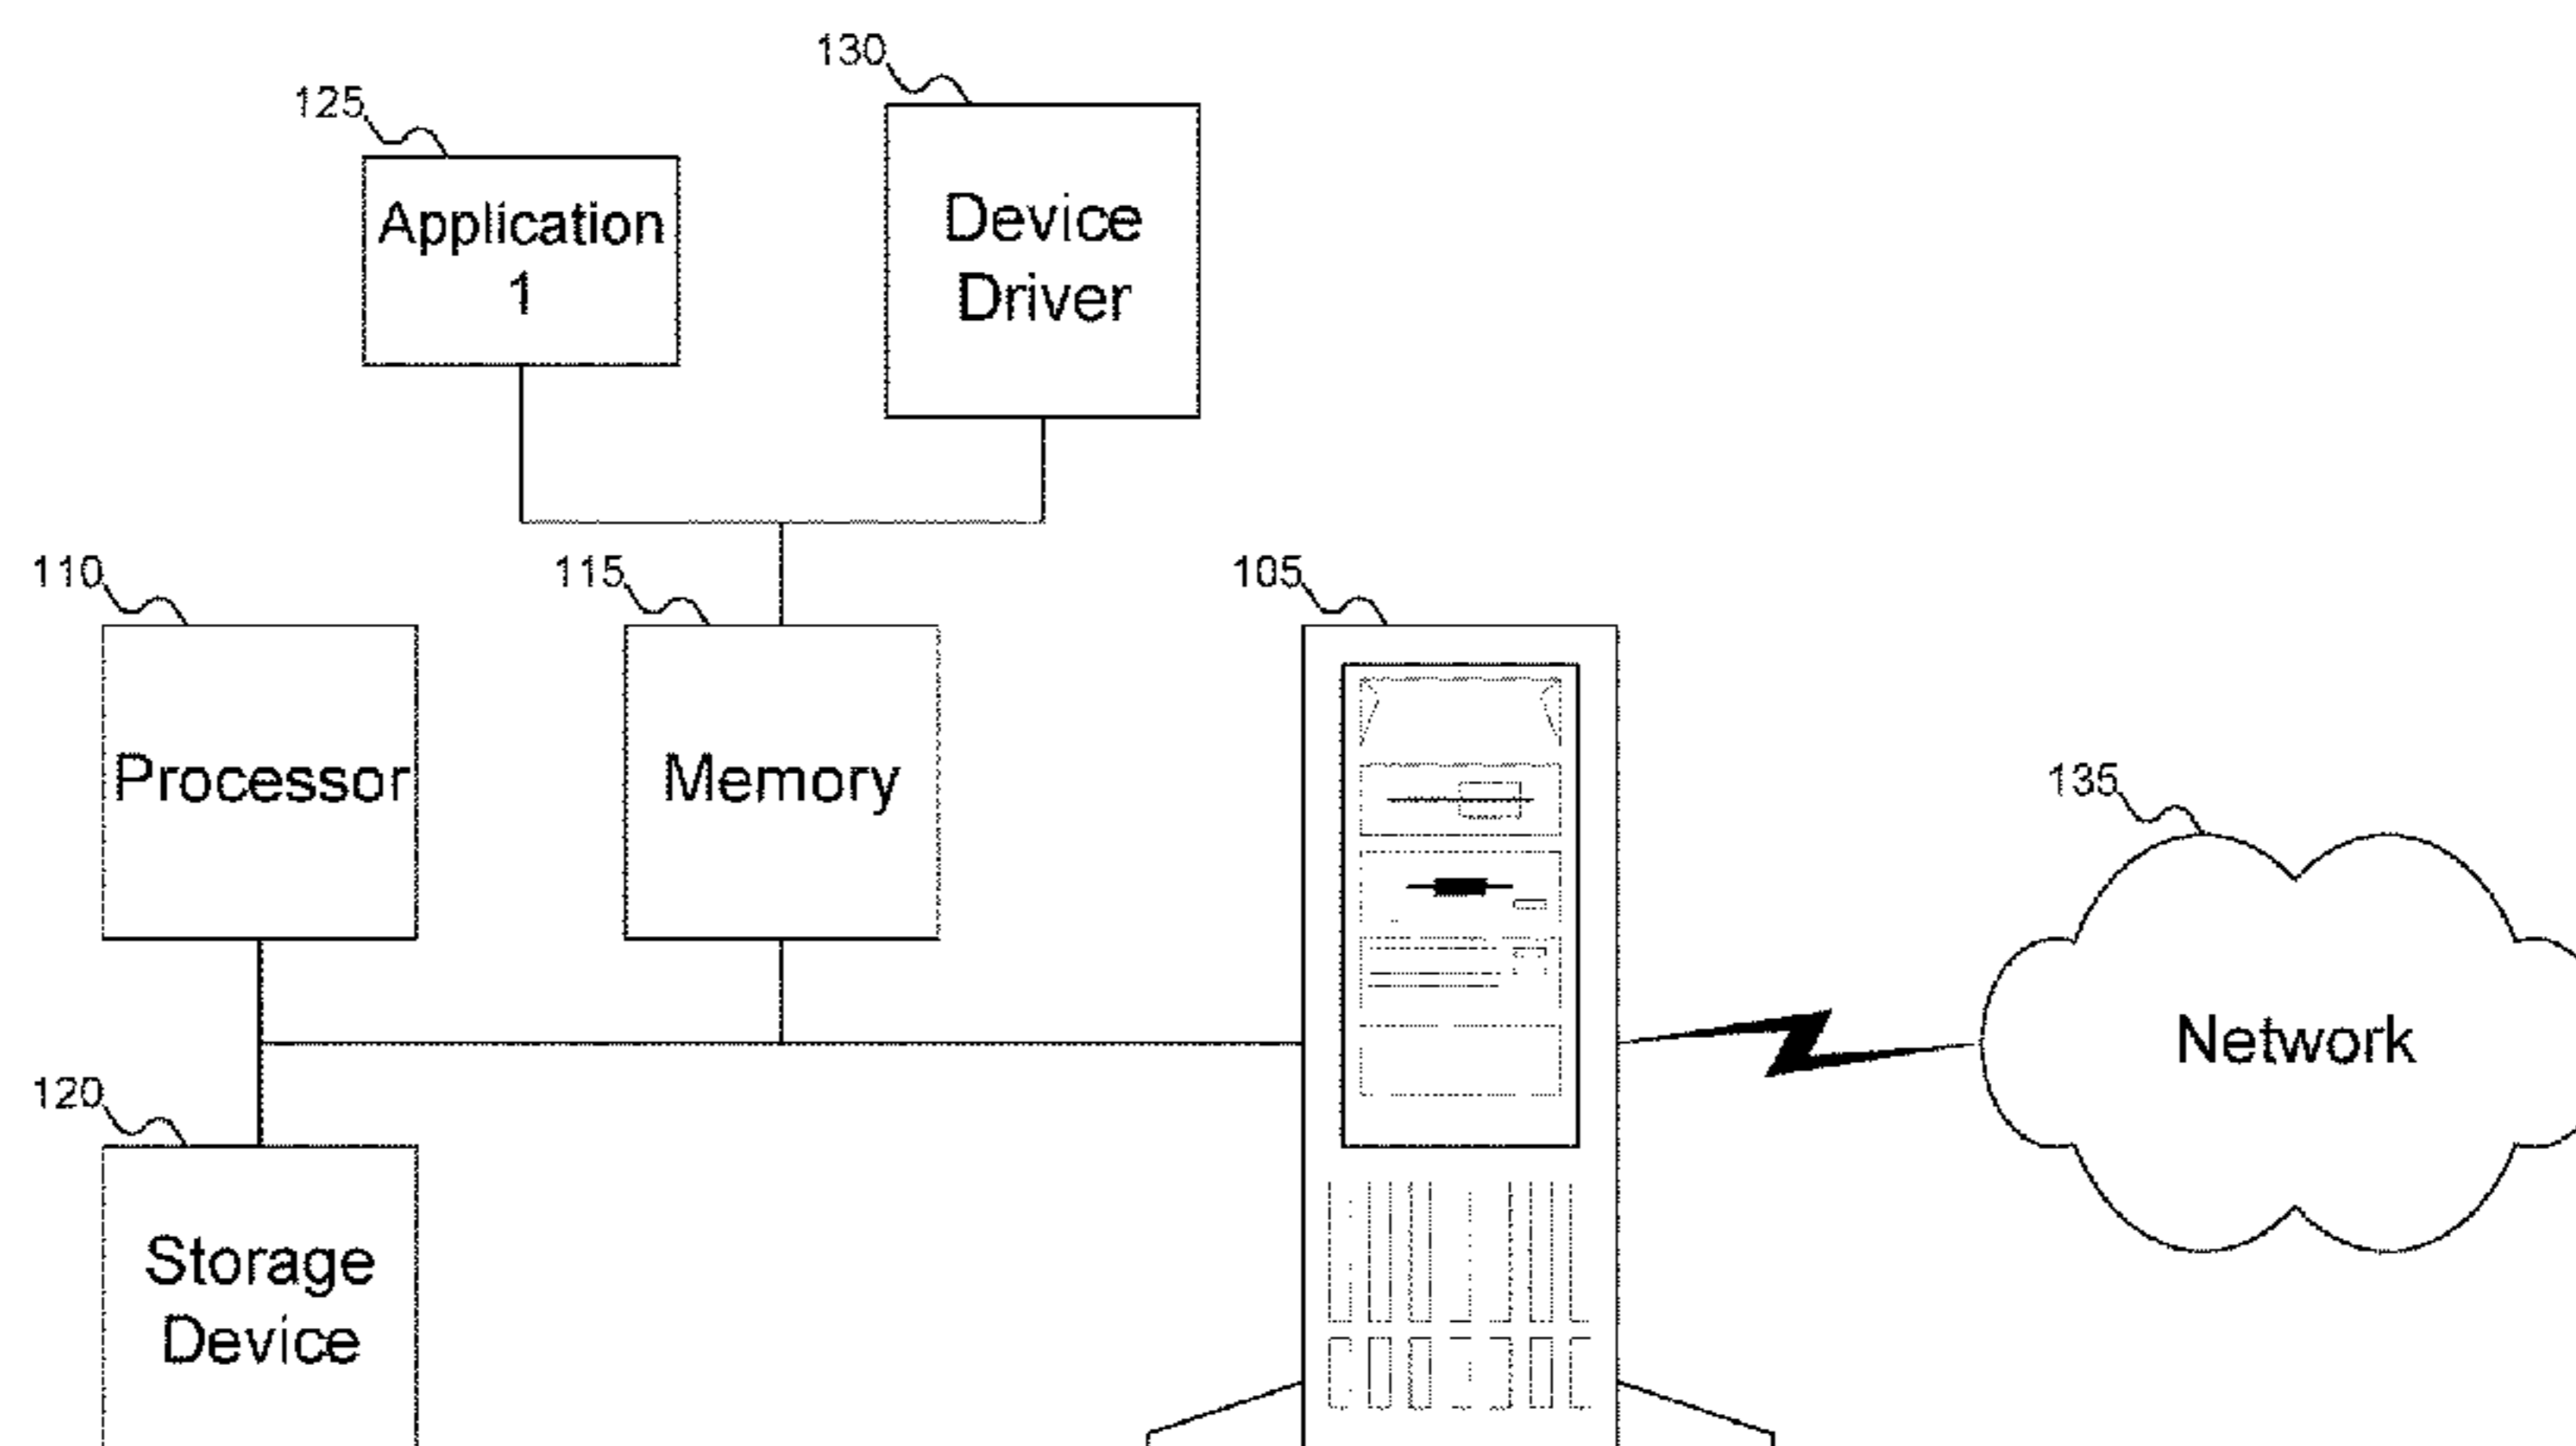 130
125
Application
1
Device
Driver
110
115
105
Processor
Memory
135
Network
120
Storage
Device